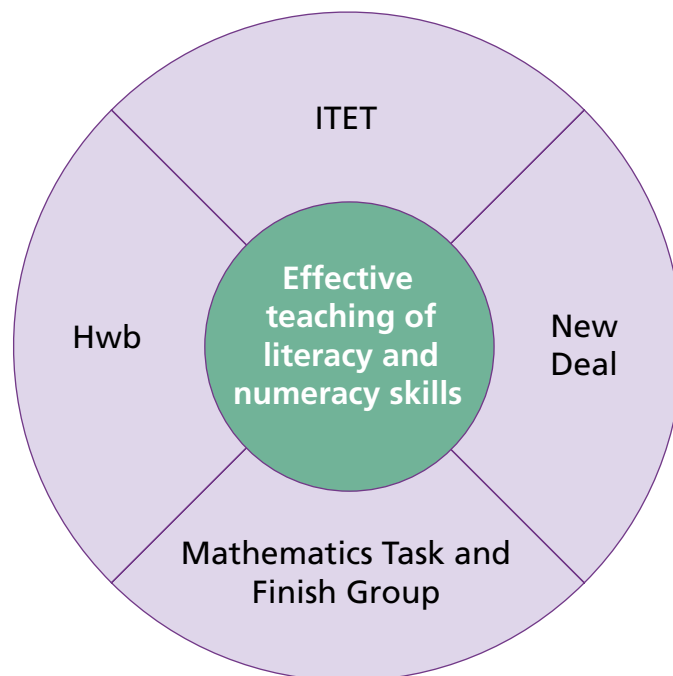 ITET
Hwb
Effective
teaching of
literacy and
numeracy skills
New
Deal
Mathematics Task and
Finish Group